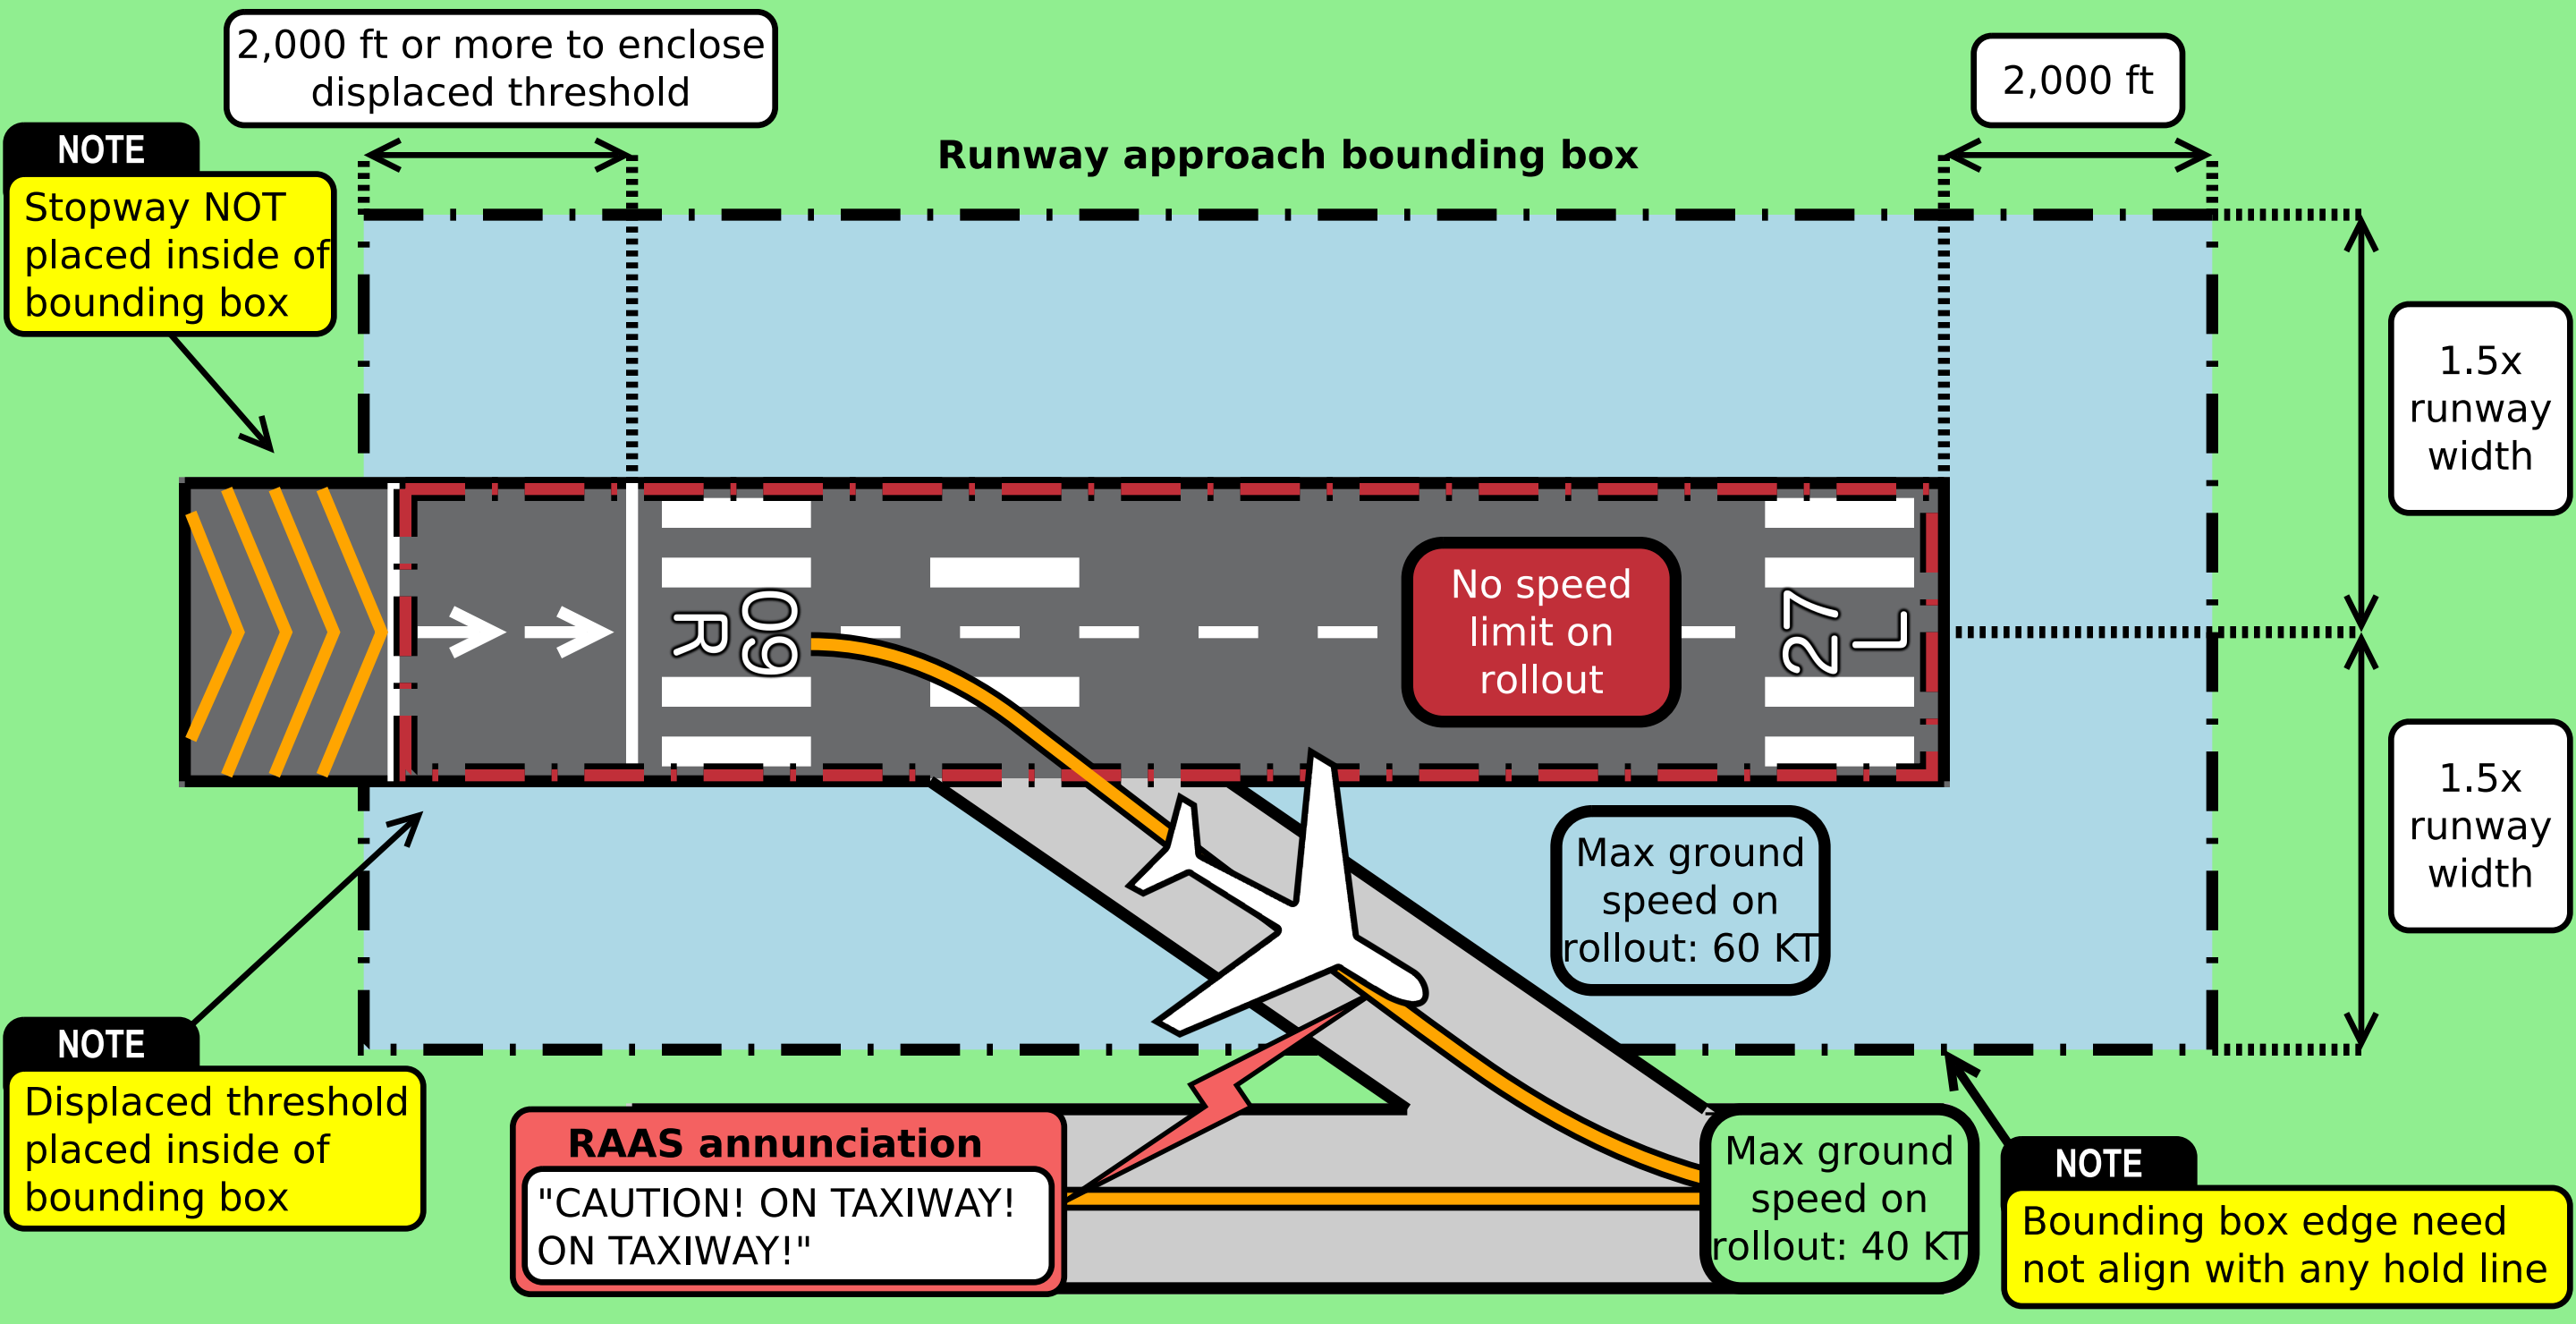 2,000 ft or more to enclose
displaced threshold
2,000 ft
Runway approach bounding box
NOTE
Stopway NOT
placed inside of
bounding box
1.5x
runway
width
09
R
No speed
limit on
rollout
27
L
1.5x
runway
width
Max ground
speed on
rollout: 60 KT
NOTE
Displaced threshold
placed inside of
bounding box
RAAS annunciation
"CAUTION! ON TAXIWAY!
ON TAXIWAY!"
Max ground
speed on
rollout: 40 KT
NOTE
Bounding box edge need
not align with any hold line